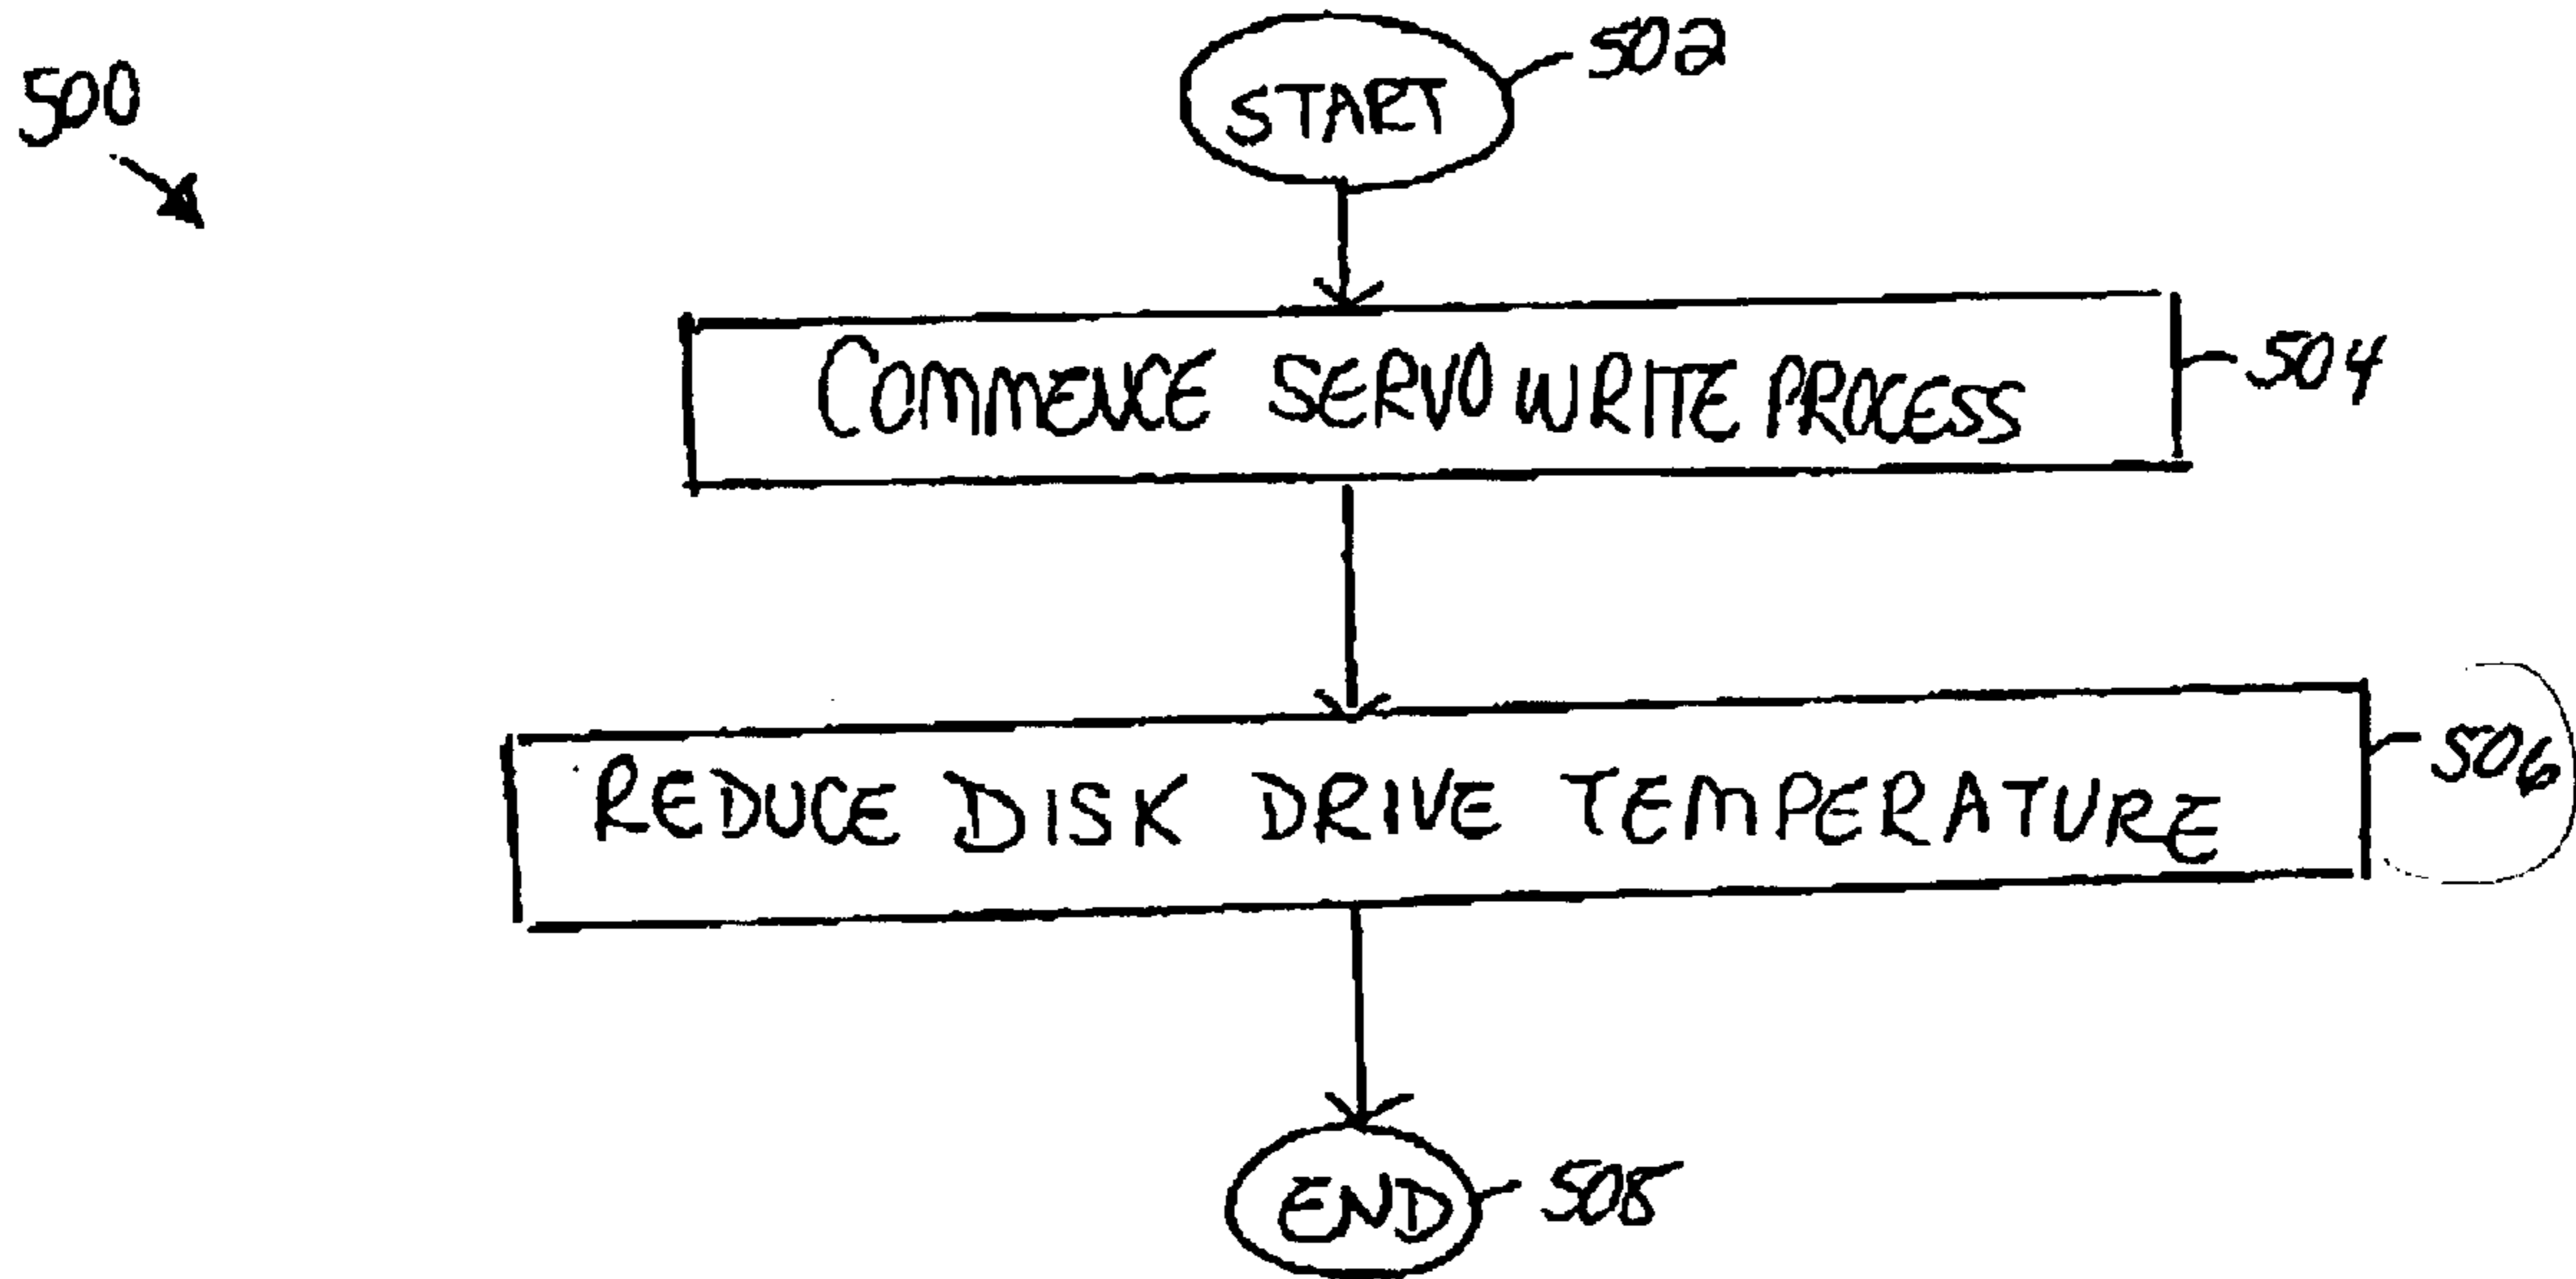 500
START 502
COMMENCE SERVO WRITE PROCESS 504
REDUCE DISK DRIVE TEMPERATURE 506
END 508